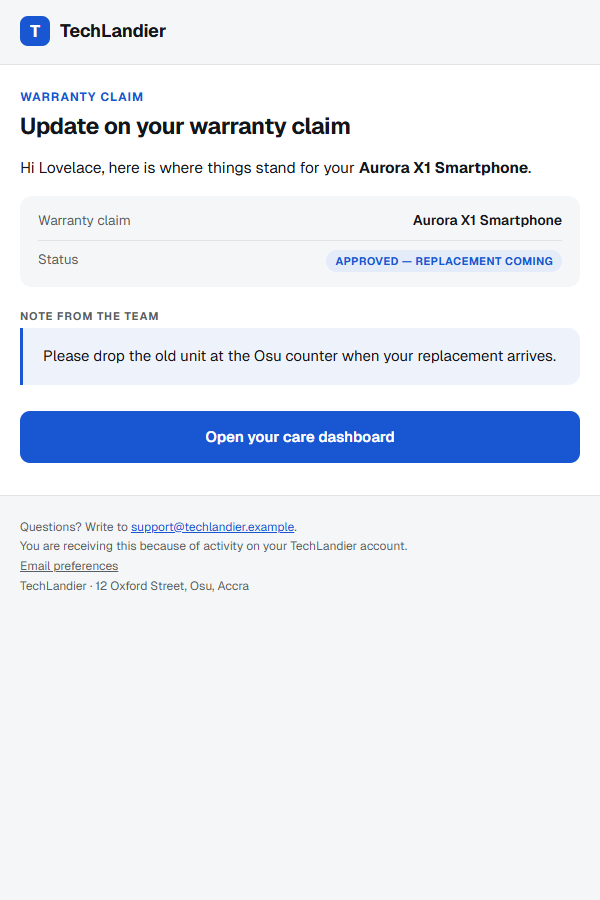 T TechLandier
WARRANTY CLAIM
Update on your warranty claim
Hi Lovelace, here is where things stand for your Aurora X1 Smartphone.
Warranty claim Aurora X1 Smartphone
Status APPROVED — REPLACEMENT COMING
NOTE FROM THE TEAM
Please drop the old unit at the Osu counter when your replacement arrives.
Open your care dashboard
Questions? Write to support@techlandier.example.
You are receiving this because of activity on your TechLandier account.
Email preferences
TechLandier · 12 Oxford Street, Osu, Accra